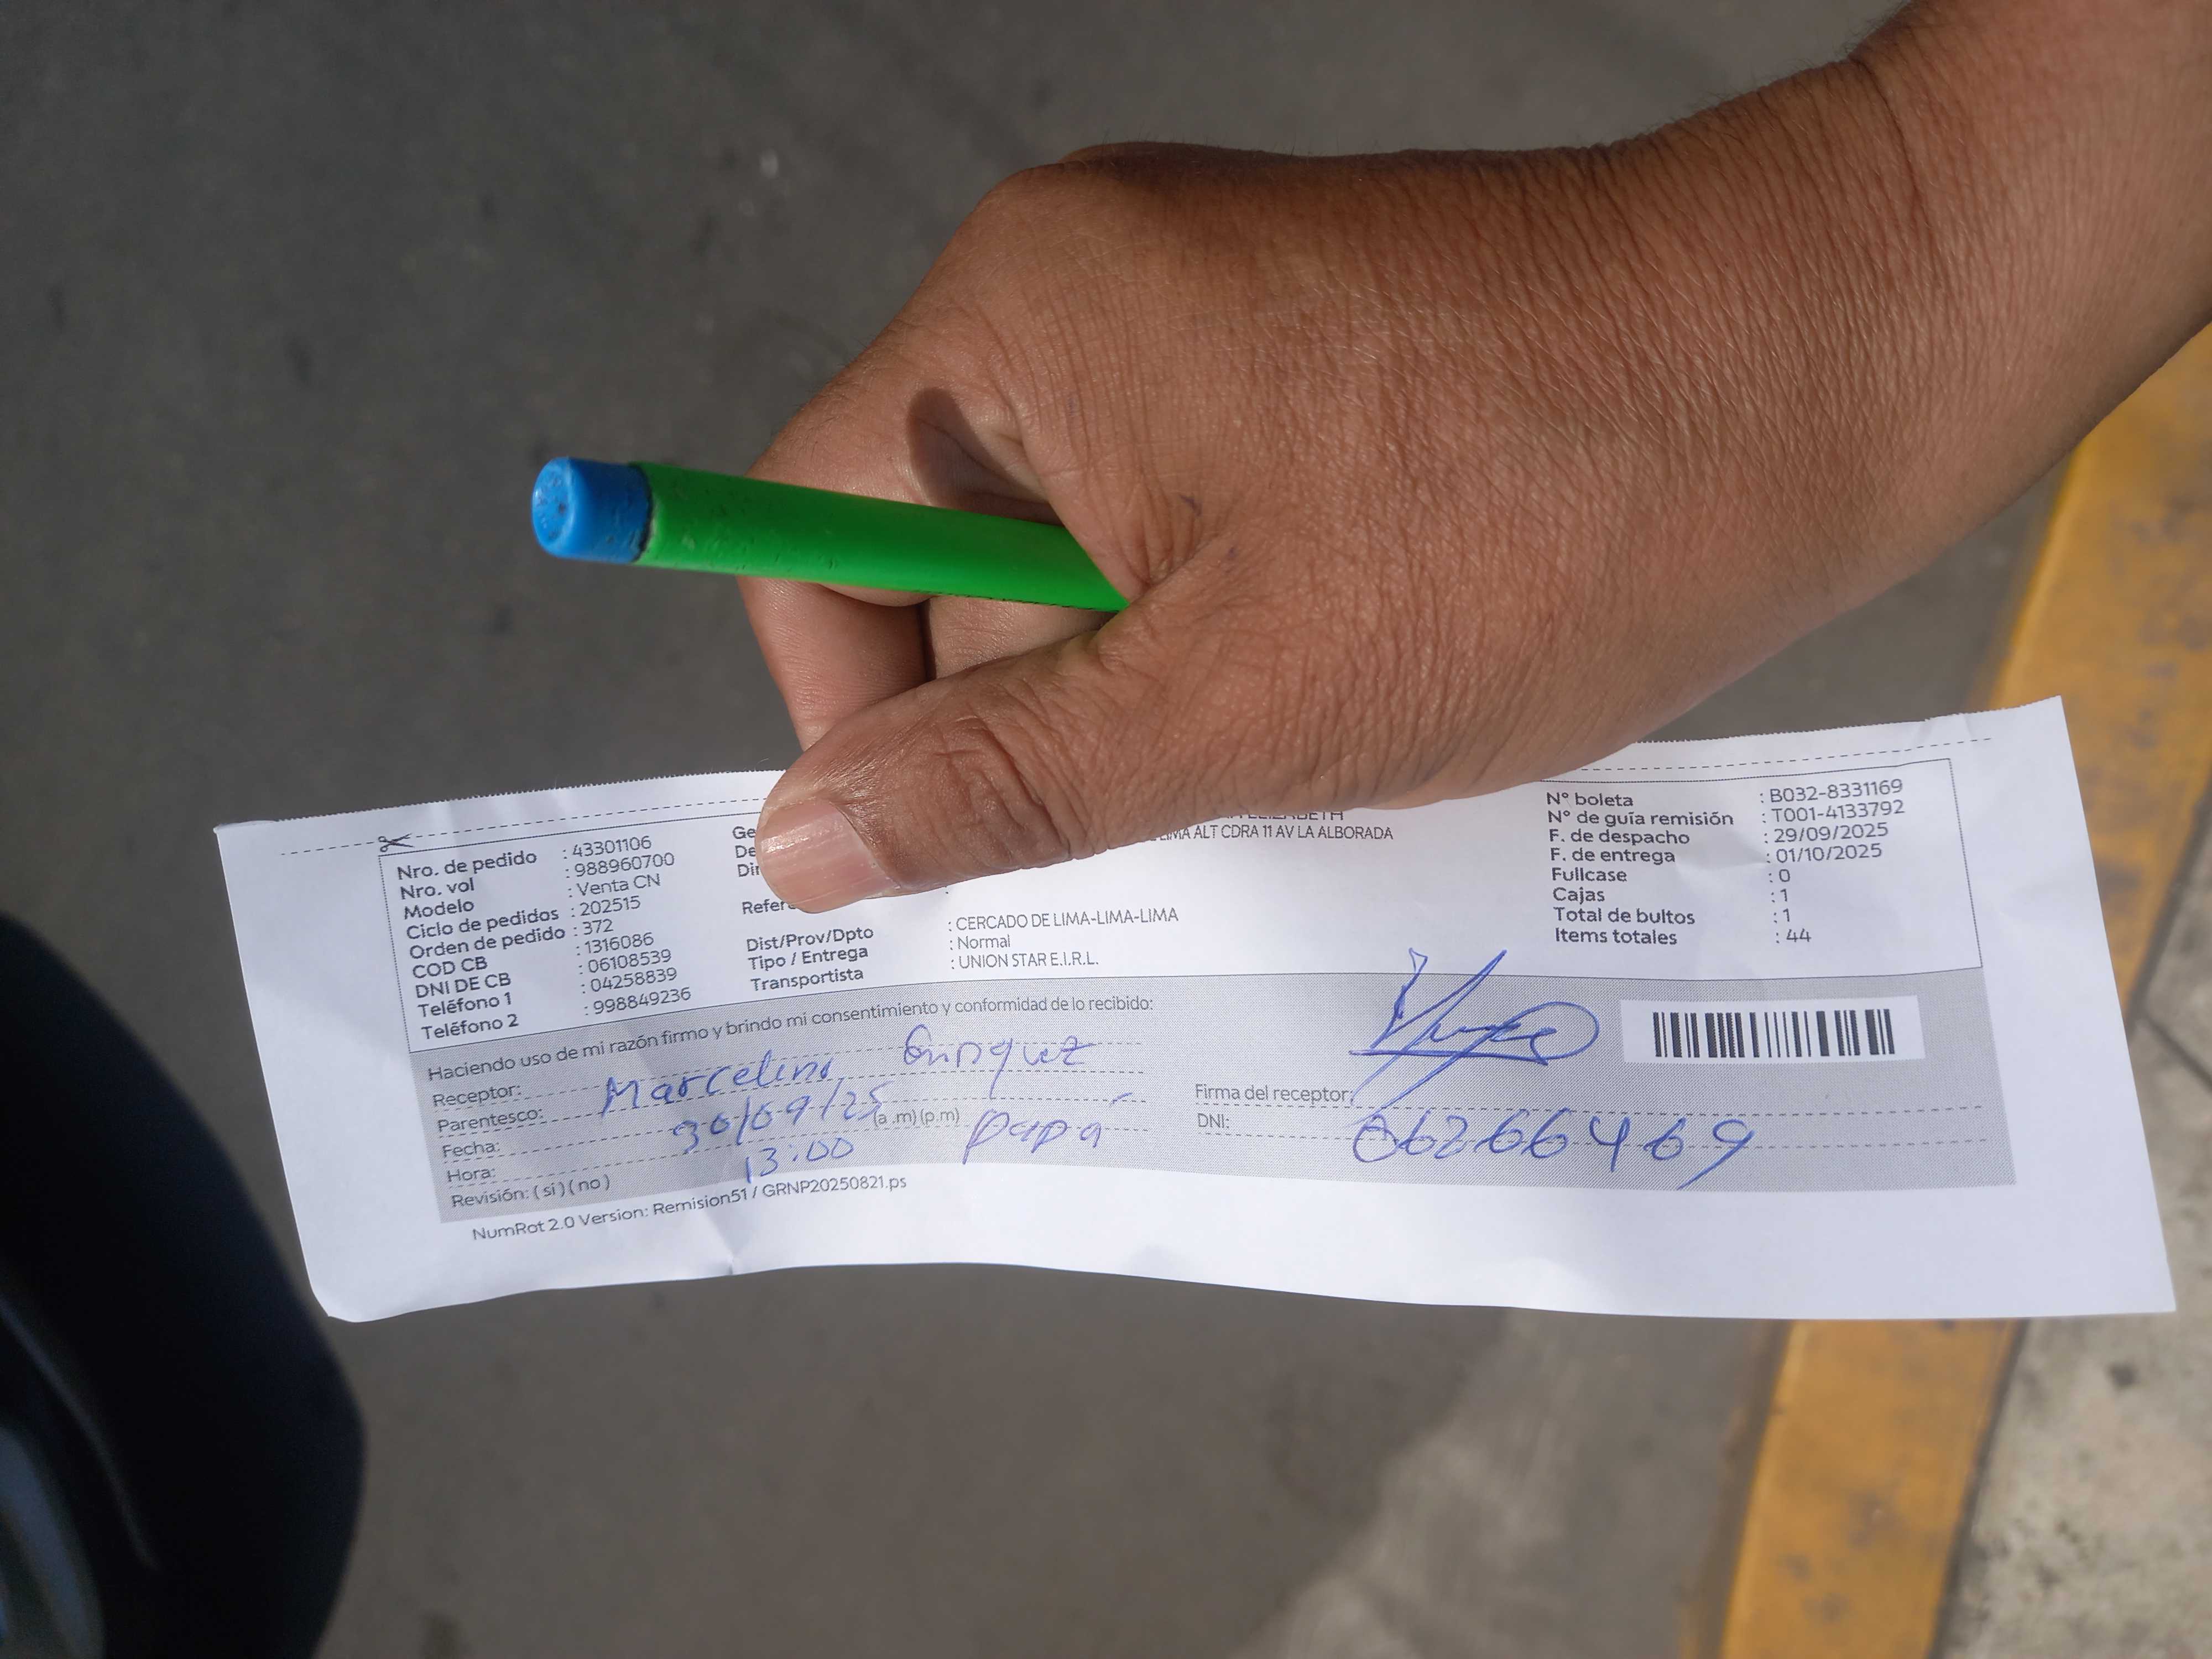 Nro. de pedido : 43301106
Nro. vol : 988960700
Modelo : Venta CN
Ciclo de pedidos : 202515
Orden de pedido : 372
COD CB : 1316086
DNI DE CB : 06108539
Teléfono 1 : 04258839
Teléfono 2 : 998849236
ELIZABETH
LIMA ALT CDRA 11 AV LA ALBORADA
:
Dist/Prov/Dpto : CERCADO DE LIMA-LIMA-LIMA
Tipo / Entrega : Normal
Transportista : UNION STAR E.I.R.L.
N° boleta : B032-8331169
N° de guía remisión : T001-4133792
F. de despacho : 29/09/2025
F. de entrega : 01/10/2025
Fullcase : 0
Cajas : 1
Total de bultos : 1
Items totales : 44
Haciendo uso de mi razón firmo y brindo mi consentimiento y conformidad de lo recibido:
Receptor: Marcelino
Parentesco:
Fecha: 30/09/25 (a.m) (p.m) papá
Hora: 13:00
Revisión: ( si ) ( no )
Firma del receptor:
DNI: 06266469
NumRot 2.0 Version: Remision51 / GRNP20250821.ps